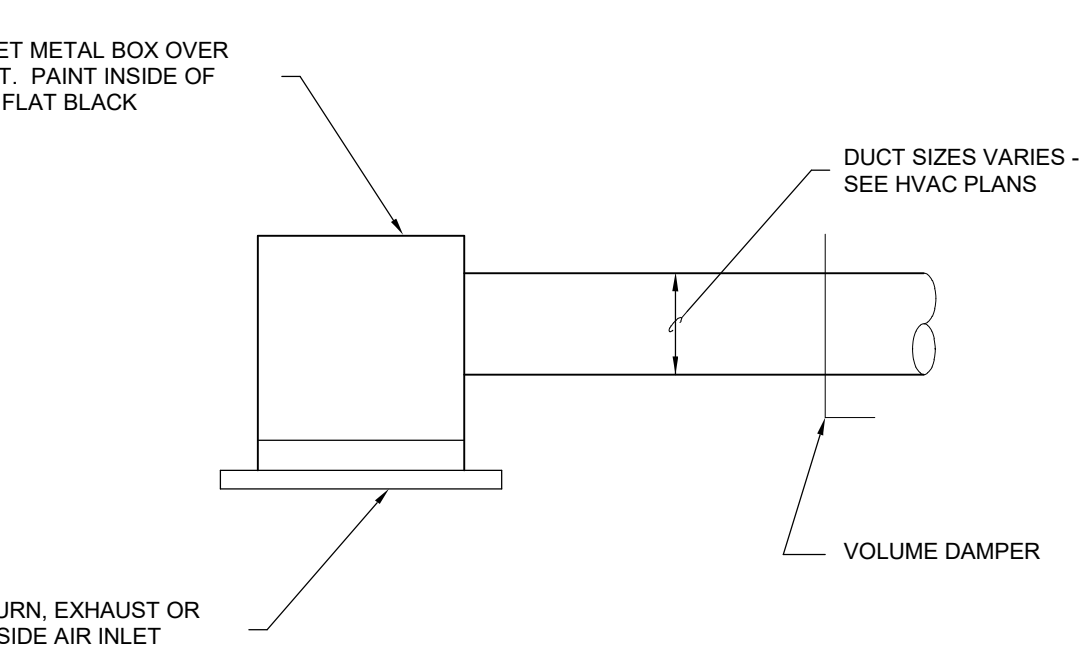 ET METAL BOX OVER
T. PAINT INSIDE OF
FLAT BLACK
DUCT SIZES VARIES -
SEE HVAC PLANS
VOLUME DAMPER
URN, EXHAUST OR
SIDE AIR INLET